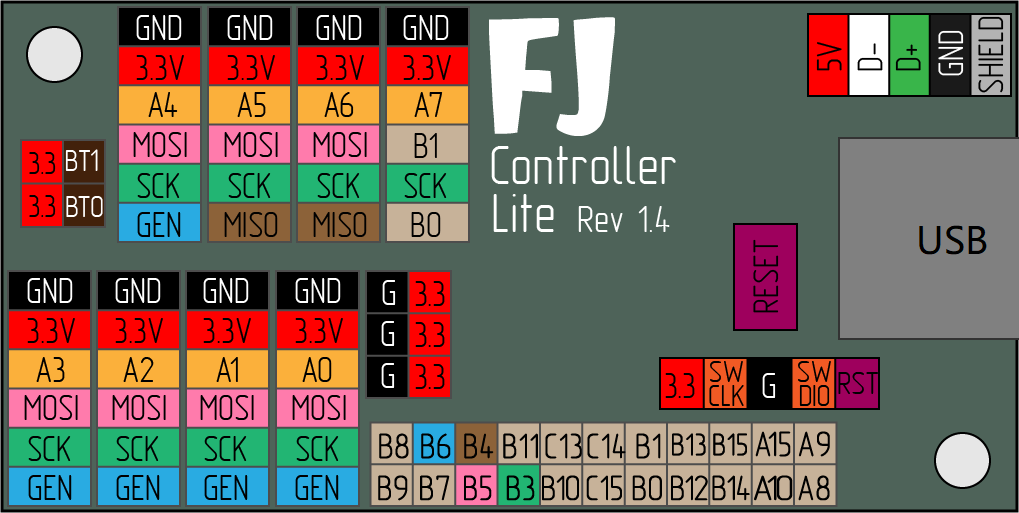 GND GND GND GND
3.3V 3.3V 3.3V 3.3V
A4 A5 A6 A7
MOSI MOSI MOSI B1
SCK SCK SCK SCK
GEN MISO MISO B0
3.3 BT1
3.3 BT0
FJ
Controller
Lite Rev 1.4
5V D- D+ GND SHIELD
USB
RESET
GND GND GND GND
3.3V 3.3V 3.3V 3.3V
A3 A2 A1 A0
MOSI MOSI MOSI MOSI
SCK SCK SCK SCK
GEN GEN GEN GEN
G 3.3
G 3.3
G 3.3
3.3 SW CLK G SW DIO RST
B8 B6 B4 B11 C13 C14 B1 B13 B15 A15 A9
B9 B7 B5 B3 B10 C15 B0 B12 B14 A10 A8